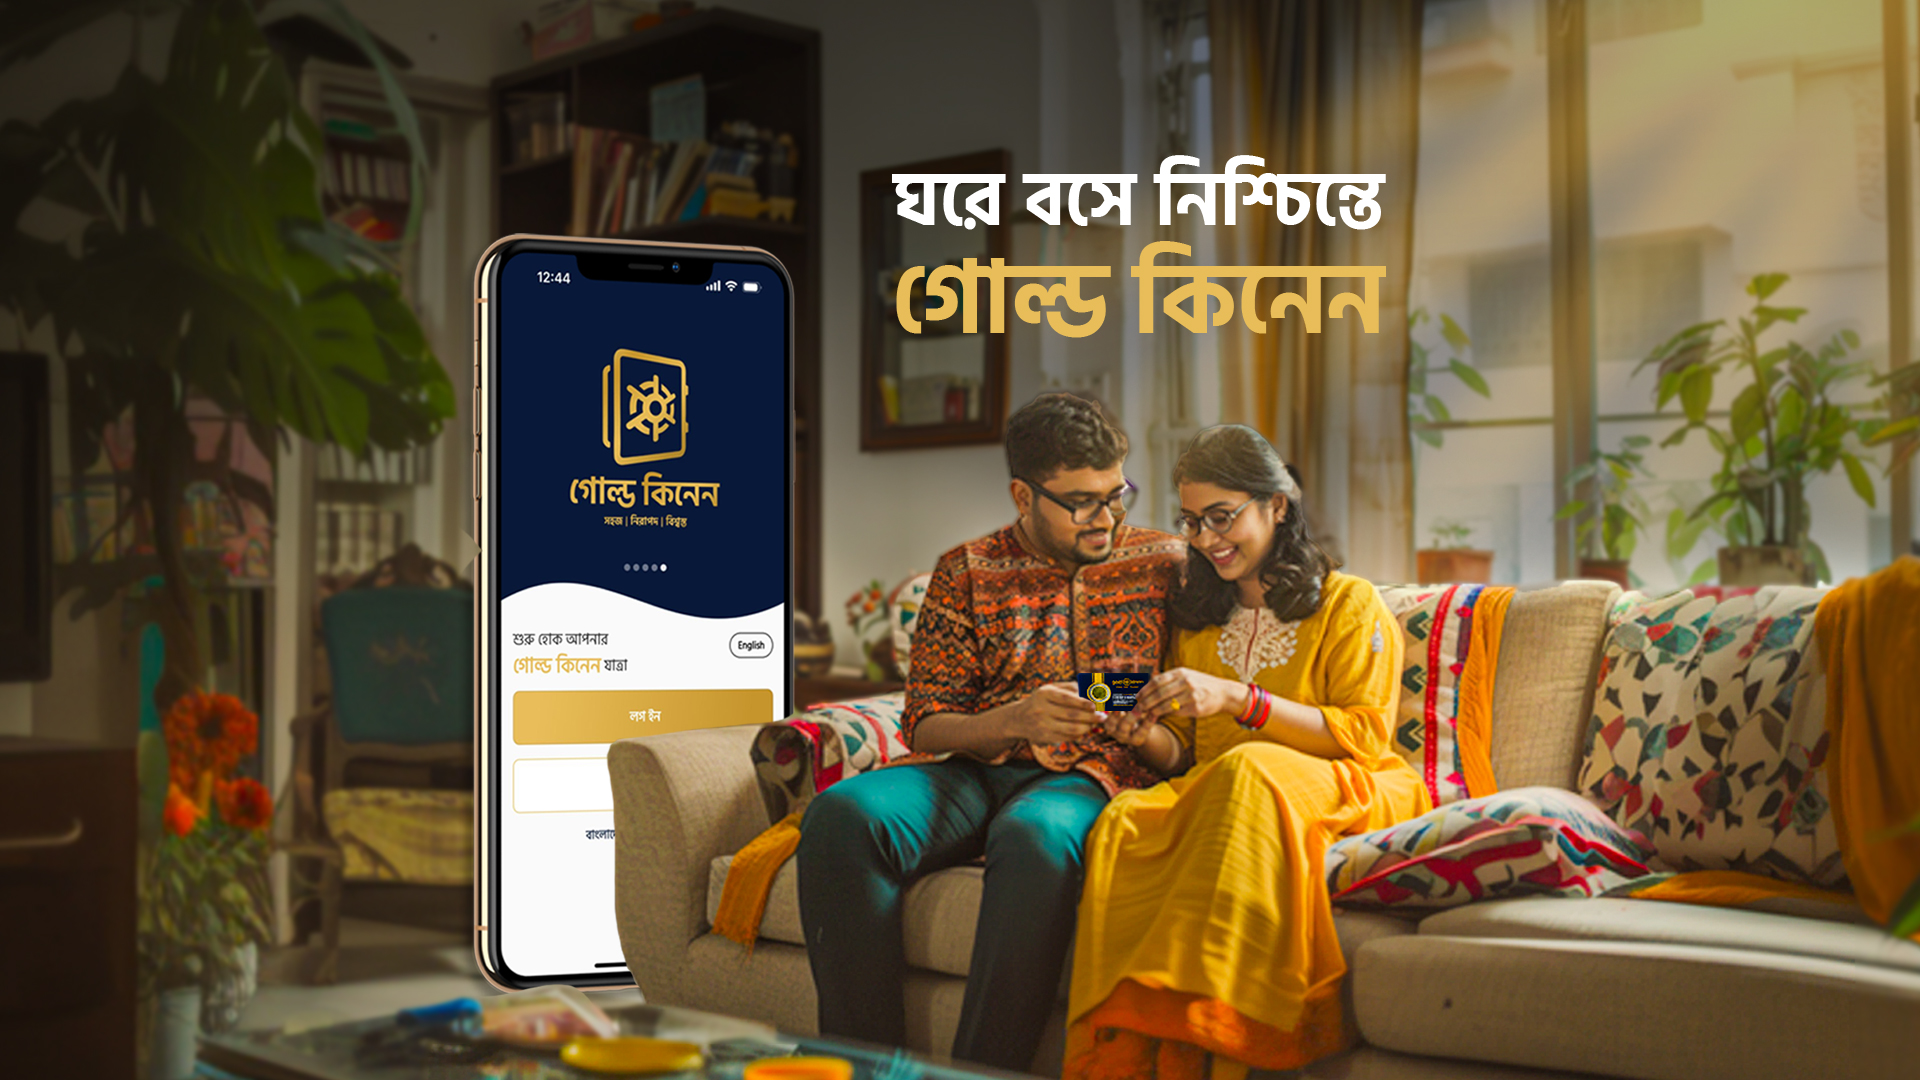 ঘরে বসে নিশ্চিন্তে
গোল্ড কিনেন
12:44
গোল্ড কিনেন
সহজ | নিরাপদ | বিশ্বস্ত
শুরু হোক আপনার
গোল্ড কিনেন যাত্রা
English
লগ ইন